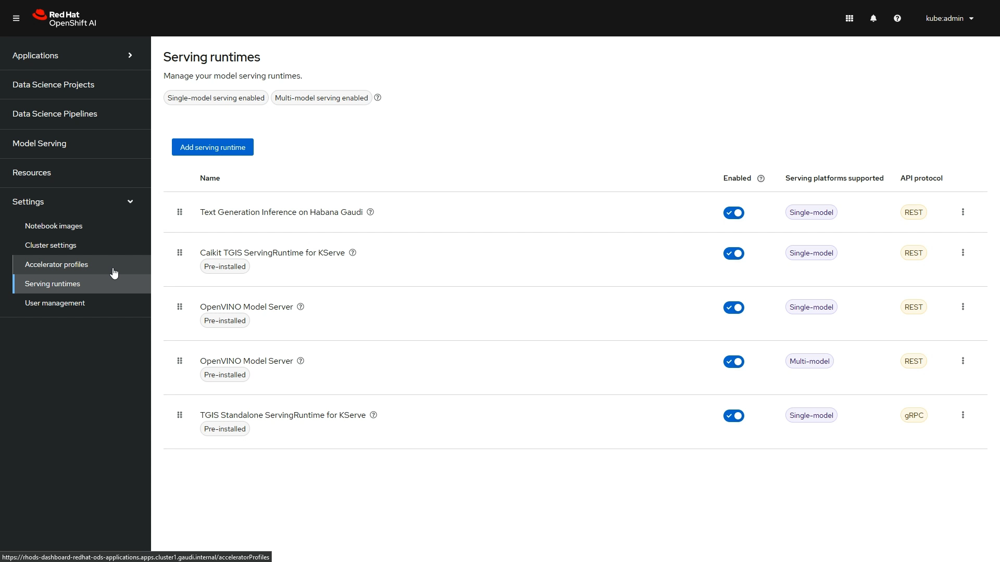 Red Hat
OpenShift AI
kube:admin
Applications
Data Science Projects
Data Science Pipelines
Model Serving
Resources
Settings
Notebook images
Cluster settings
Accelerator profiles
Serving runtimes
User management
Serving runtimes
Manage your model serving runtimes.
Single-model serving enabled Multi-model serving enabled
Add serving runtime
Name Enabled Serving platforms supported API protocol
Text Generation Inference on Habana Gaudi Single-model REST
Caikit TGIS ServingRuntime for KServe Single-model REST
Pre-installed
OpenVINO Model Server Single-model REST
Pre-installed
OpenVINO Model Server Multi-model REST
Pre-installed
TGIS Standalone ServingRuntime for KServe Single-model gRPC
Pre-installed
https://rhods-dashboard-redhat-ods-applications.apps.cluster1.gaudi.internal/acceleratorProfiles